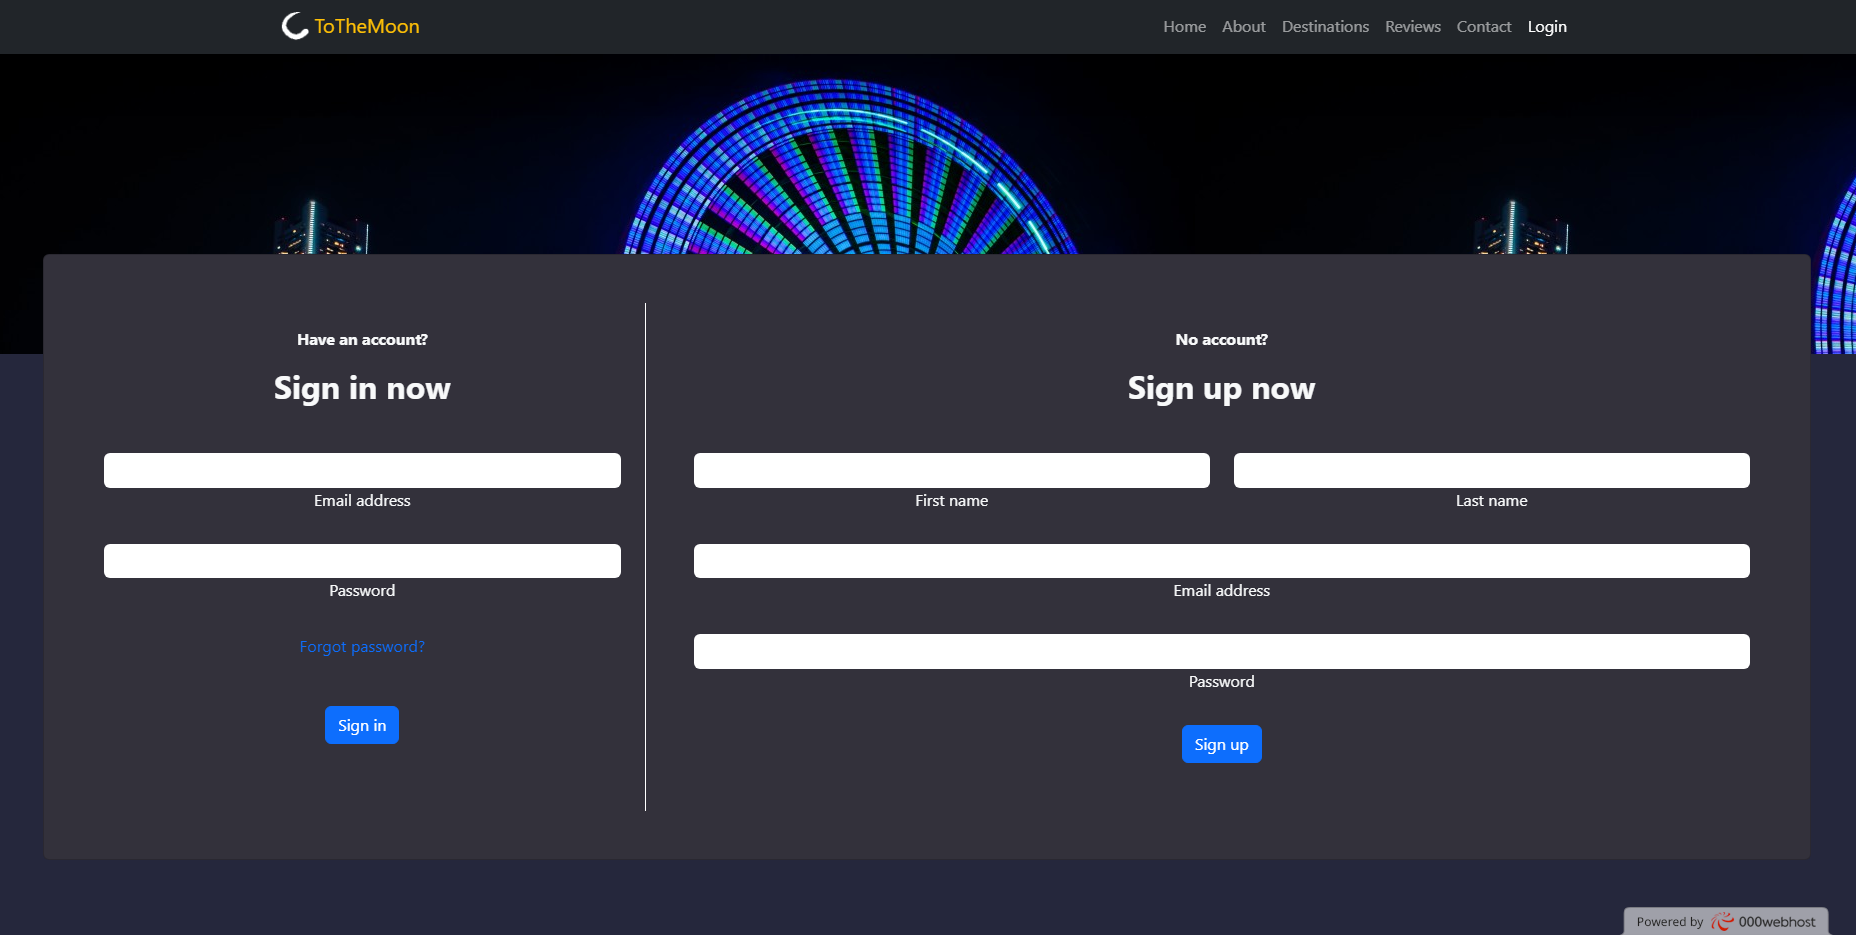 ToTheMoon
Home About Destinations Reviews Contact Login
Have an account?
Sign in now
Email address
Password
Forgot password?
Sign in
No account?
Sign up now
First name
Last name
Email address
Password
Sign up
Powered by 000webhost